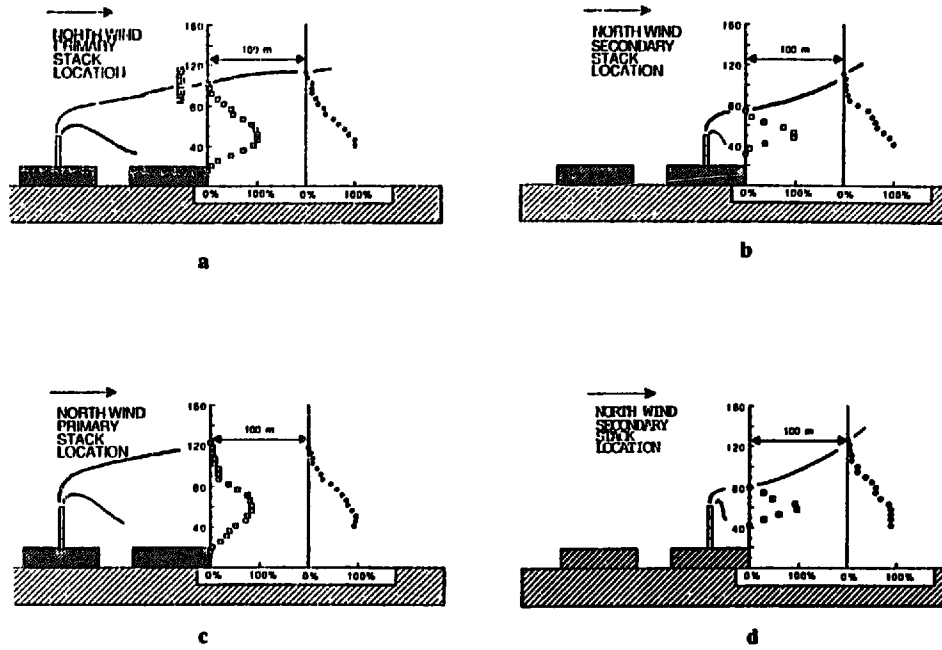 NORTH WIND
PRIMARY
STACK
LOCATION
METERS
160
120
80
40
100 m
0% 100% 0% 100%
a
NORTH WIND
SECONDARY
STACK
LOCATION
160
120
80
40
100 m
0% 100% 0% 100%
b
NORTH WIND
PRIMARY
STACK
LOCATION
160
120
80
40
100 m
0% 100% 0% 100%
c
NORTH WIND
SECONDARY
STACK
LOCATION
160
120
80
40
100 m
0% 100% 0% 100%
d